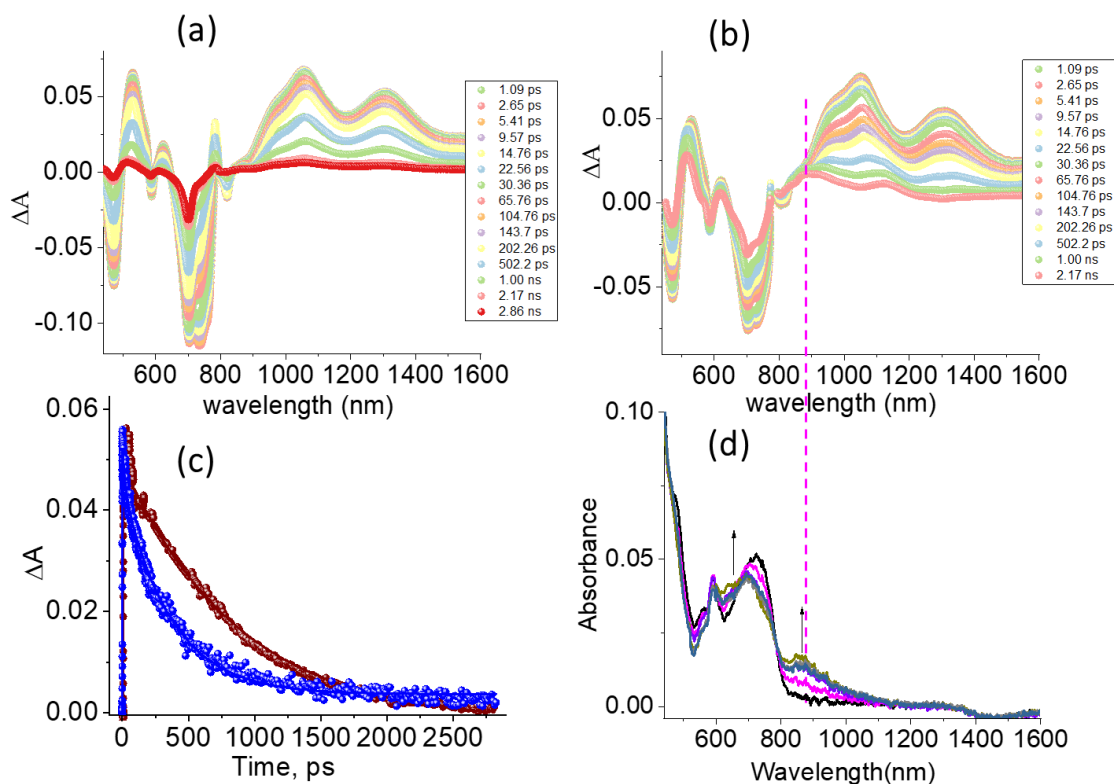 (a)
0.05
0.00
-0.05
-0.10
ΔA
600 800 1000 1200 1400 1600
wavelength (nm)
1.09 ps
2.65 ps
5.41 ps
9.57 ps
14.76 ps
22.56 ps
30.36 ps
65.76 ps
104.76 ps
143.7 ps
202.26 ps
502.2 ps
1.00 ns
2.17 ns
2.86 ns
(b)
0.05
0.00
-0.05
ΔA
600 800 1000 1200 1400 1600
wavelength (nm)
1.09 ps
2.65 ps
5.41 ps
9.57 ps
14.76 ps
22.56 ps
30.36 ps
65.76 ps
104.76 ps
143.7 ps
202.26 ps
502.2 ps
1.00 ns
2.17 ns
(c)
0.06
0.04
0.02
0.00
ΔA
0 500 1000 1500 2000 2500
Time, ps
(d)
0.10
0.05
0.00
Absorbance
600 800 1000 1200 1400 1600
Wavelength(nm)